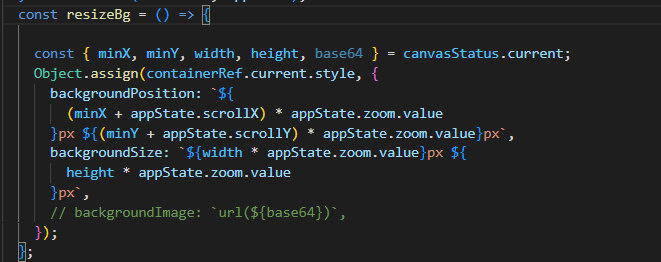 const resizeBg = () => {
const { minX, minY, width, height, base64 } = canvasStatus.current;
Object.assign(containerRef.current.style, {
backgroundPosition: `${
(minX + appState.scrollX) * appState.zoom.value
}px ${(minY + appState.scrollY) * appState.zoom.value}px`,
backgroundSize: `${width * appState.zoom.value}px ${
height * appState.zoom.value
}px`,
// backgroundImage: `url(${base64})`,
});
};